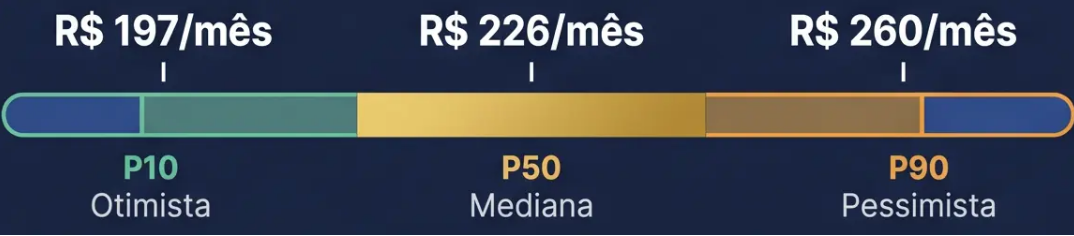 R$ 197/mês R$ 226/mês R$ 260/mês
P10 P50 P90
Otimista Mediana Pessimista